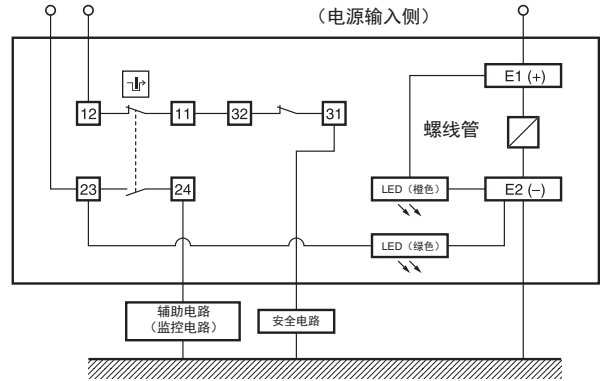 （电源输入侧）
E1 (+)
12
11
32
31
螺线管
23
24
LED（橙色）
E2 (−)
LED（绿色）
辅助电路
（监控电路）
安全电路